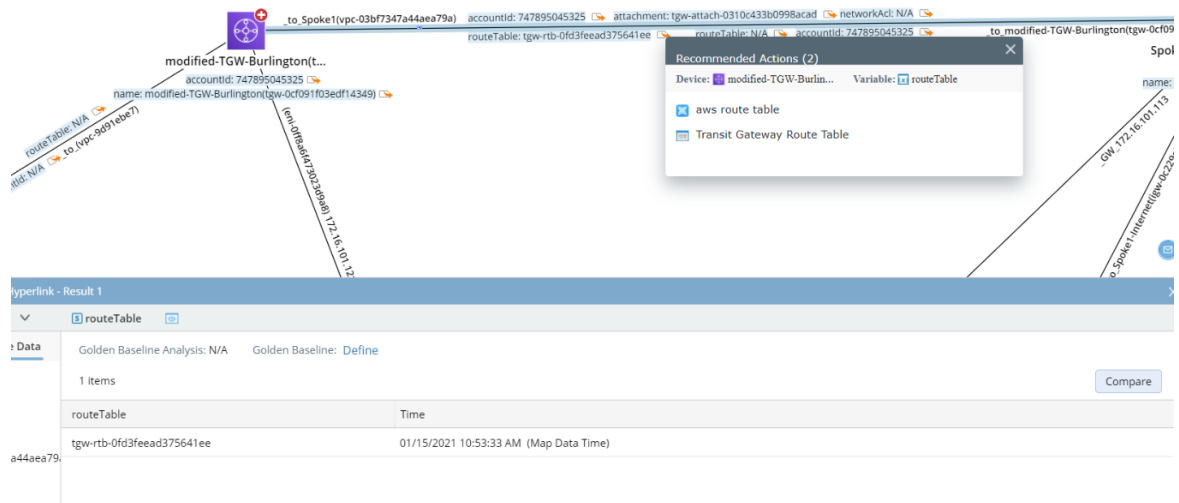 _to_Spoke1(vpc-03bf7347a44aea79a)
accountId: 747895045325
attachment: tgw-attach-0310c433b0998acad
networkAcl: N/A
routeTable: tgw-rtb-0fd3feead375641ee
routeTable: N/A
accountId: 747895045325
_to_modified-TGW-Burlington(tgw-0cf09
modified-TGW-Burlington(t...
accountId: 747895045325
name: modified-TGW-Burlington(tgw-0cf091f03edf14349)
routeTable: N/A
_to_(vpc-9d91ebe7)
ntId: N/A
(eni-0ff8a6f473023d9a8) 172.16.101.12
Spok
name:
_GW_172.16.101.113
o_Spoke1-Internet(igw-0c229
Recommended Actions (2)
Device: modified-TGW-Burlin... Variable: routeTable
aws route table
Transit Gateway Route Table
Hyperlink - Result 1
routeTable
e Data
Golden Baseline Analysis: N/A Golden Baseline: Define
1 items
Compare
routeTable Time
tgw-rtb-0fd3feead375641ee 01/15/2021 10:53:33 AM (Map Data Time)
a44aea79a